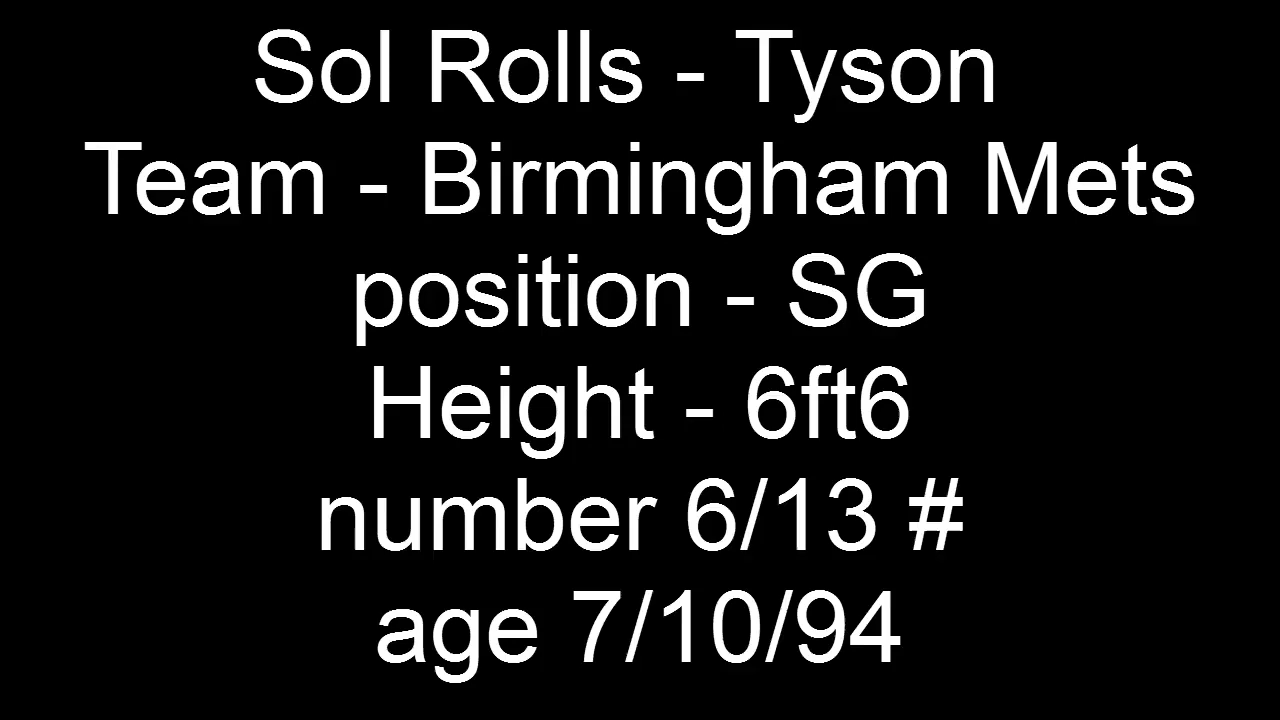 Sol Rolls - Tyson
Team - Birmingham Mets
position - SG
Height - 6ft6
number 6/13 #
age 7/10/94